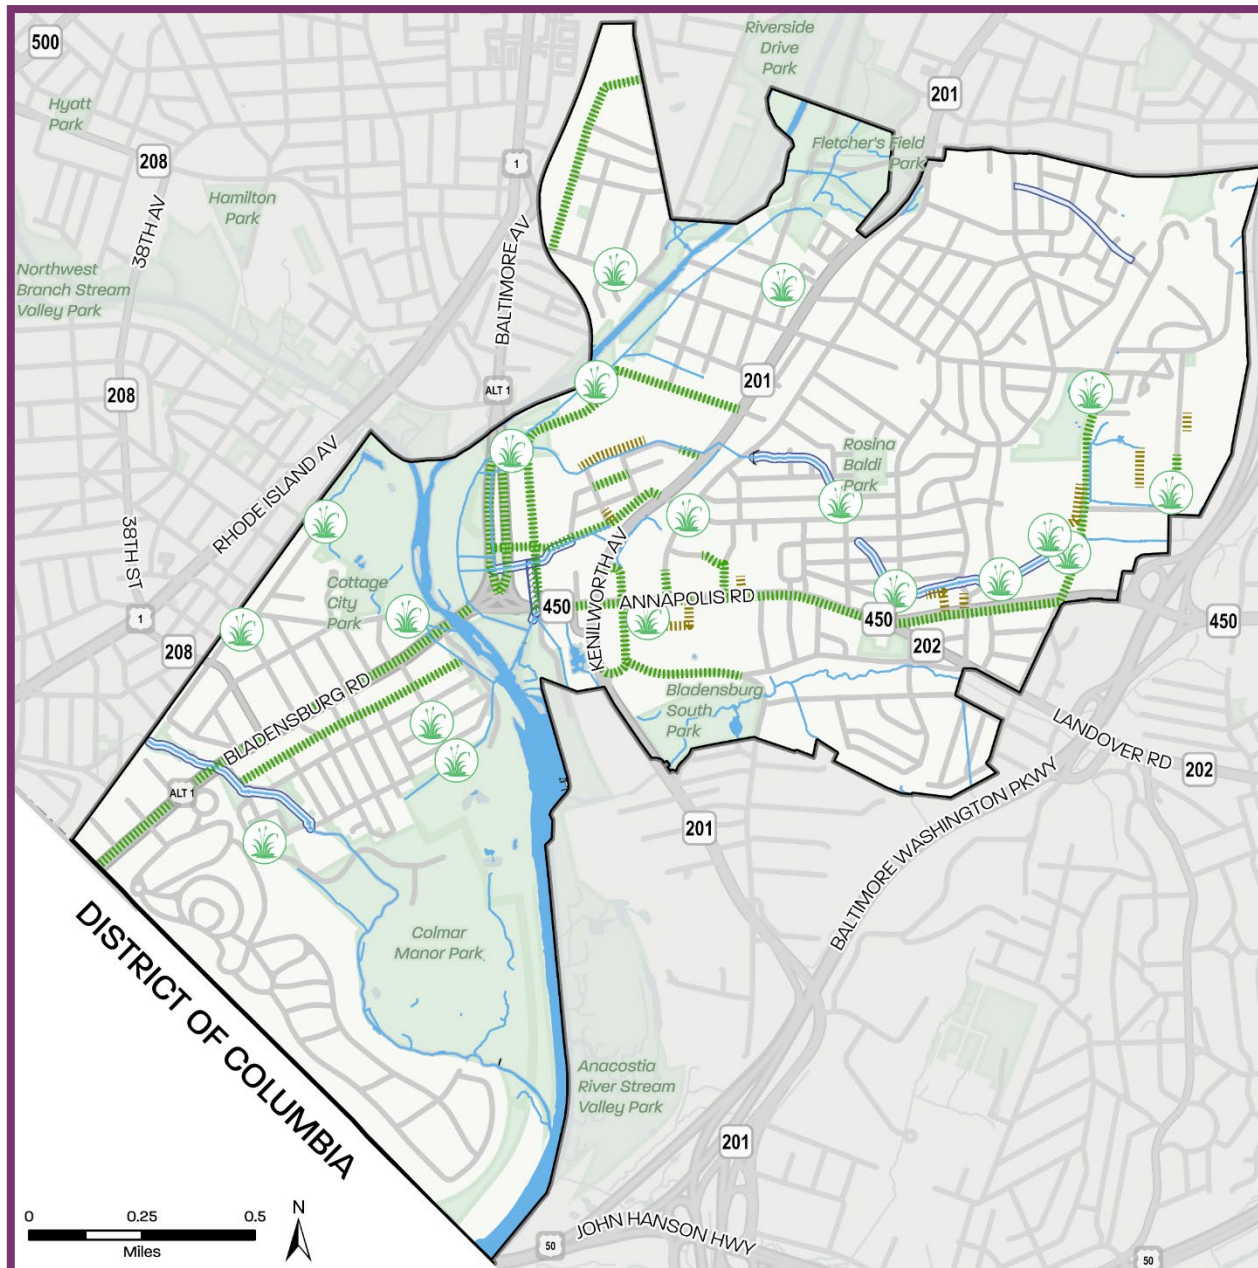 500
Hyatt
Park
208
38TH AV
Hamilton
Park
Northwest
Branch Stream
Valley Park
208
38TH ST
1
BALTIMORE AV
ALT 1
RHODE ISLAND AV
Riverside
Drive
Park
201
Fletcher's Field
Park
201
Rosina
Baldi
Park
Cottage
City
Park
1
208
BLADENSBURG RD
ALT 1
450
KENILWORTH AV
ANNAPOLIS RD
450
202
450
Bladensburg
South
Park
LANDOVER RD
202
201
BALTIMORE WASHINGTON PKWY
Colmar
Manor Park
DISTRICT OF COLUMBIA
Anacostia
River Stream
Valley Park
201
JOHN HANSON HWY
50
50
0
0.25
0.5
Miles
N